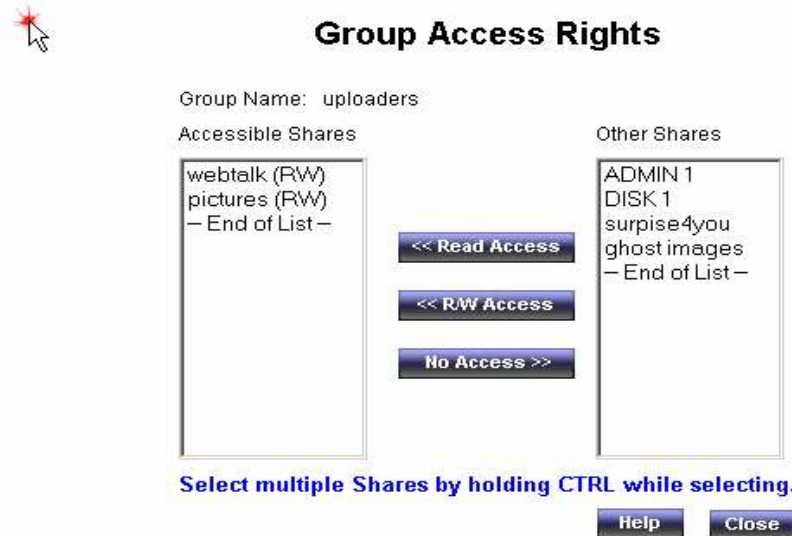 Group Access Rights
Group Name: uploaders
Accessible Shares
Other Shares
webtalk (RW)
pictures (RW)
– End of List –
<< Read Access
<< R/W Access
No Access >>
ADMIN 1
DISK 1
surpise4you
ghost images
– End of List –
Select multiple Shares by holding CTRL while selecting.
Help
Close